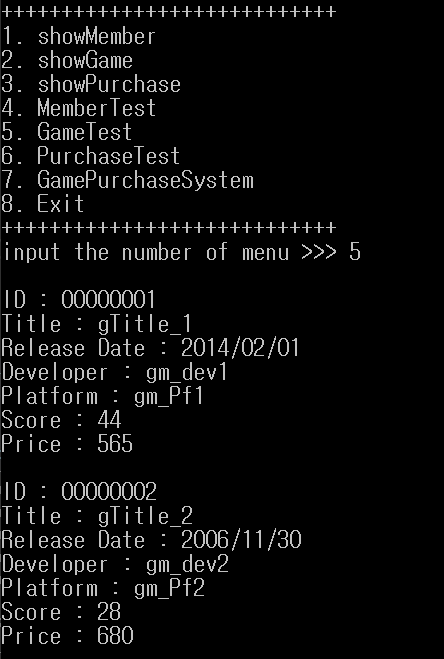 ++++++++++++++++++++++++++++
1. showMember
2. showGame
3. showPurchase
4. MemberTest
5. GameTest
6. PurchaseTest
7. GamePurchaseSystem
8. Exit
++++++++++++++++++++++++++++
input the number of menu >>> 5
ID : 00000001
Title : gTitle_1
Release Date : 2014/02/01
Developer : gm_dev1
Platform : gm_Pf1
Score : 44
Price : 565
ID : 00000002
Title : gTitle_2
Release Date : 2006/11/30
Developer : gm_dev2
Platform : gm_Pf2
Score : 28
Price : 680